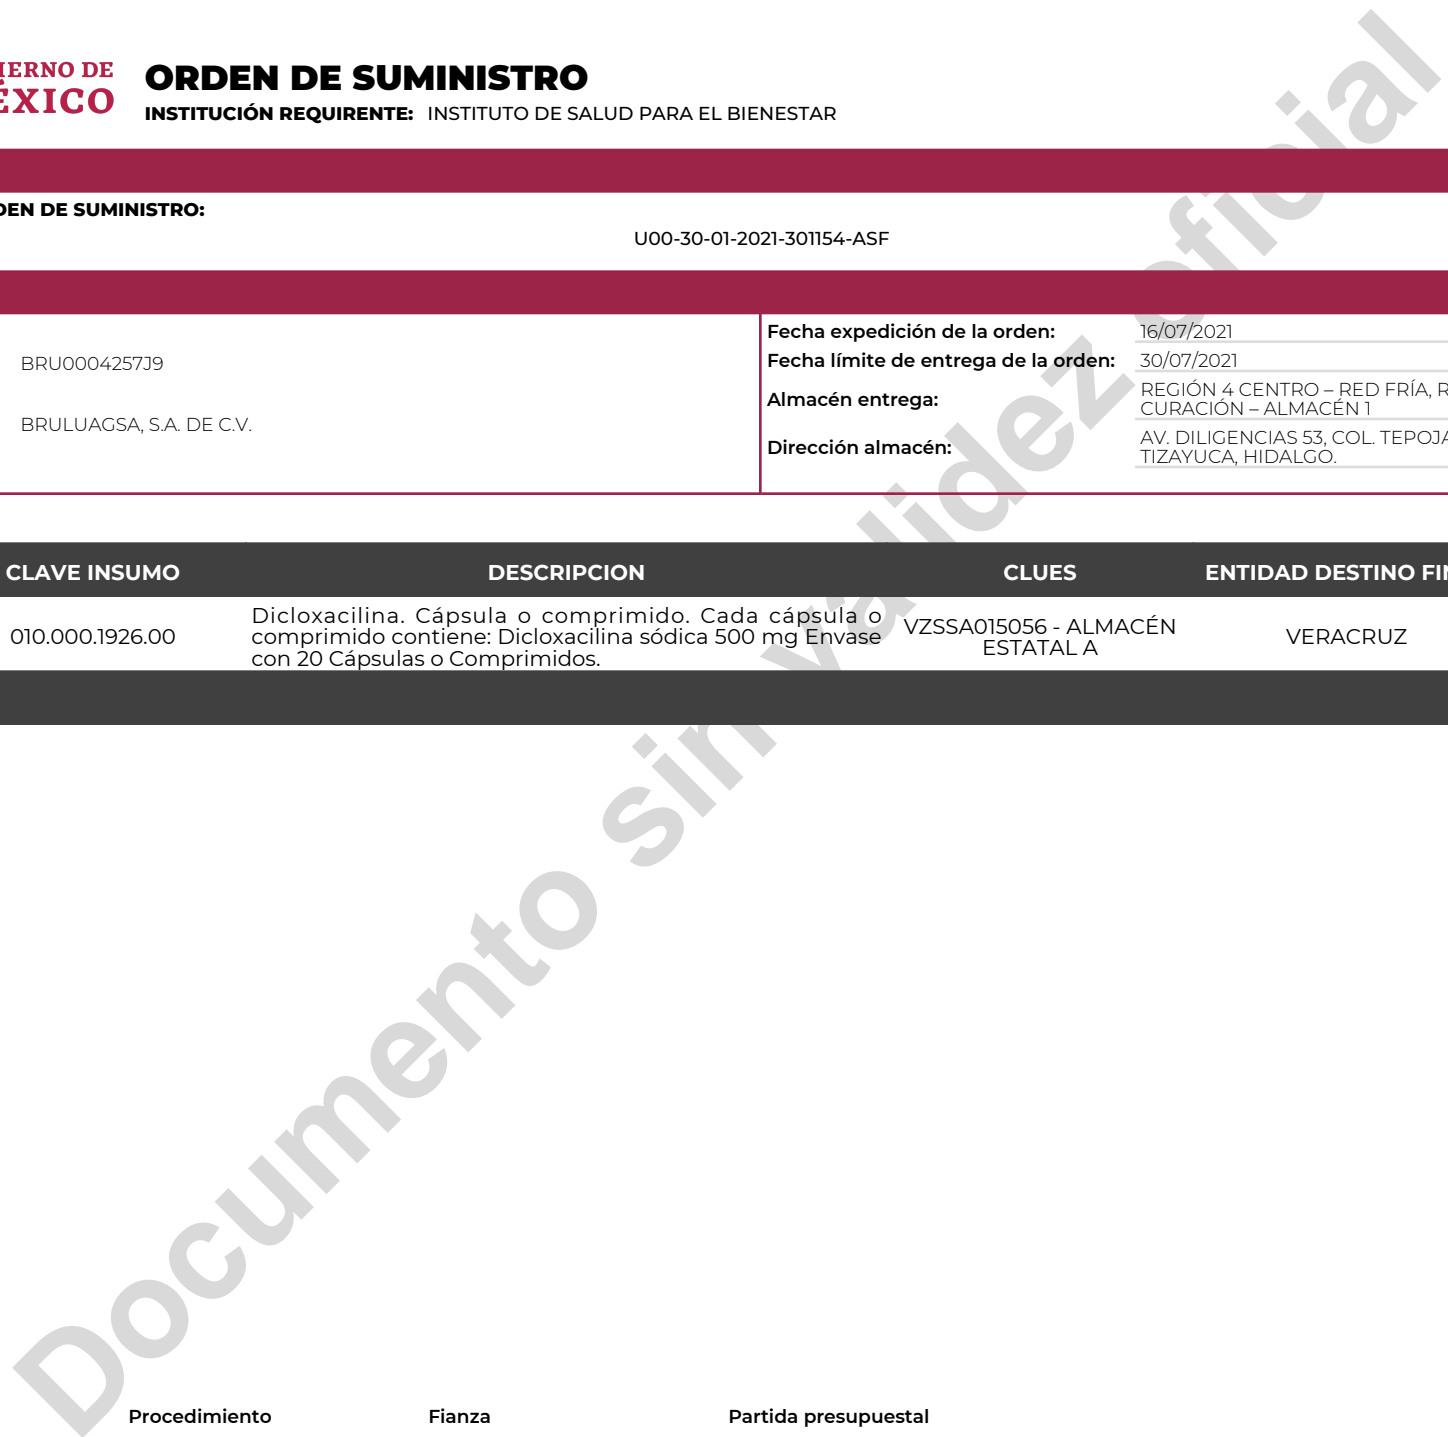 IERNO DE
ÉXICO
ORDEN DE SUMINISTRO
INSTITUCIÓN REQUIRENTE: INSTITUTO DE SALUD PARA EL BIENESTAR
DEN DE SUMINISTRO:
U00-30-01-2021-301154-ASF
BRU0004257J9
BRULUAGSA, S.A. DE C.V.
Fecha expedición de la orden: 16/07/2021
Fecha límite de entrega de la orden: 30/07/2021
Almacén entrega: REGIÓN 4 CENTRO – RED FRÍA, R
CURACIÓN – ALMACÉN 1
Dirección almacén: AV. DILIGENCIAS 53, COL. TEPOJA
TIZAYUCA, HIDALGO.
CLAVE INSUMO DESCRIPCION CLUES ENTIDAD DESTINO FIN
010.000.1926.00
Dicloxacilina. Cápsula o comprimido. Cada cápsula o
comprimido contiene: Dicloxacilina sódica 500 mg Envase
con 20 Cápsulas o Comprimidos.
VZSSA015056 - ALMACÉN
ESTATAL A
VERACRUZ
Documento sin validez oficial
Procedimiento Fianza Partida presupuestal